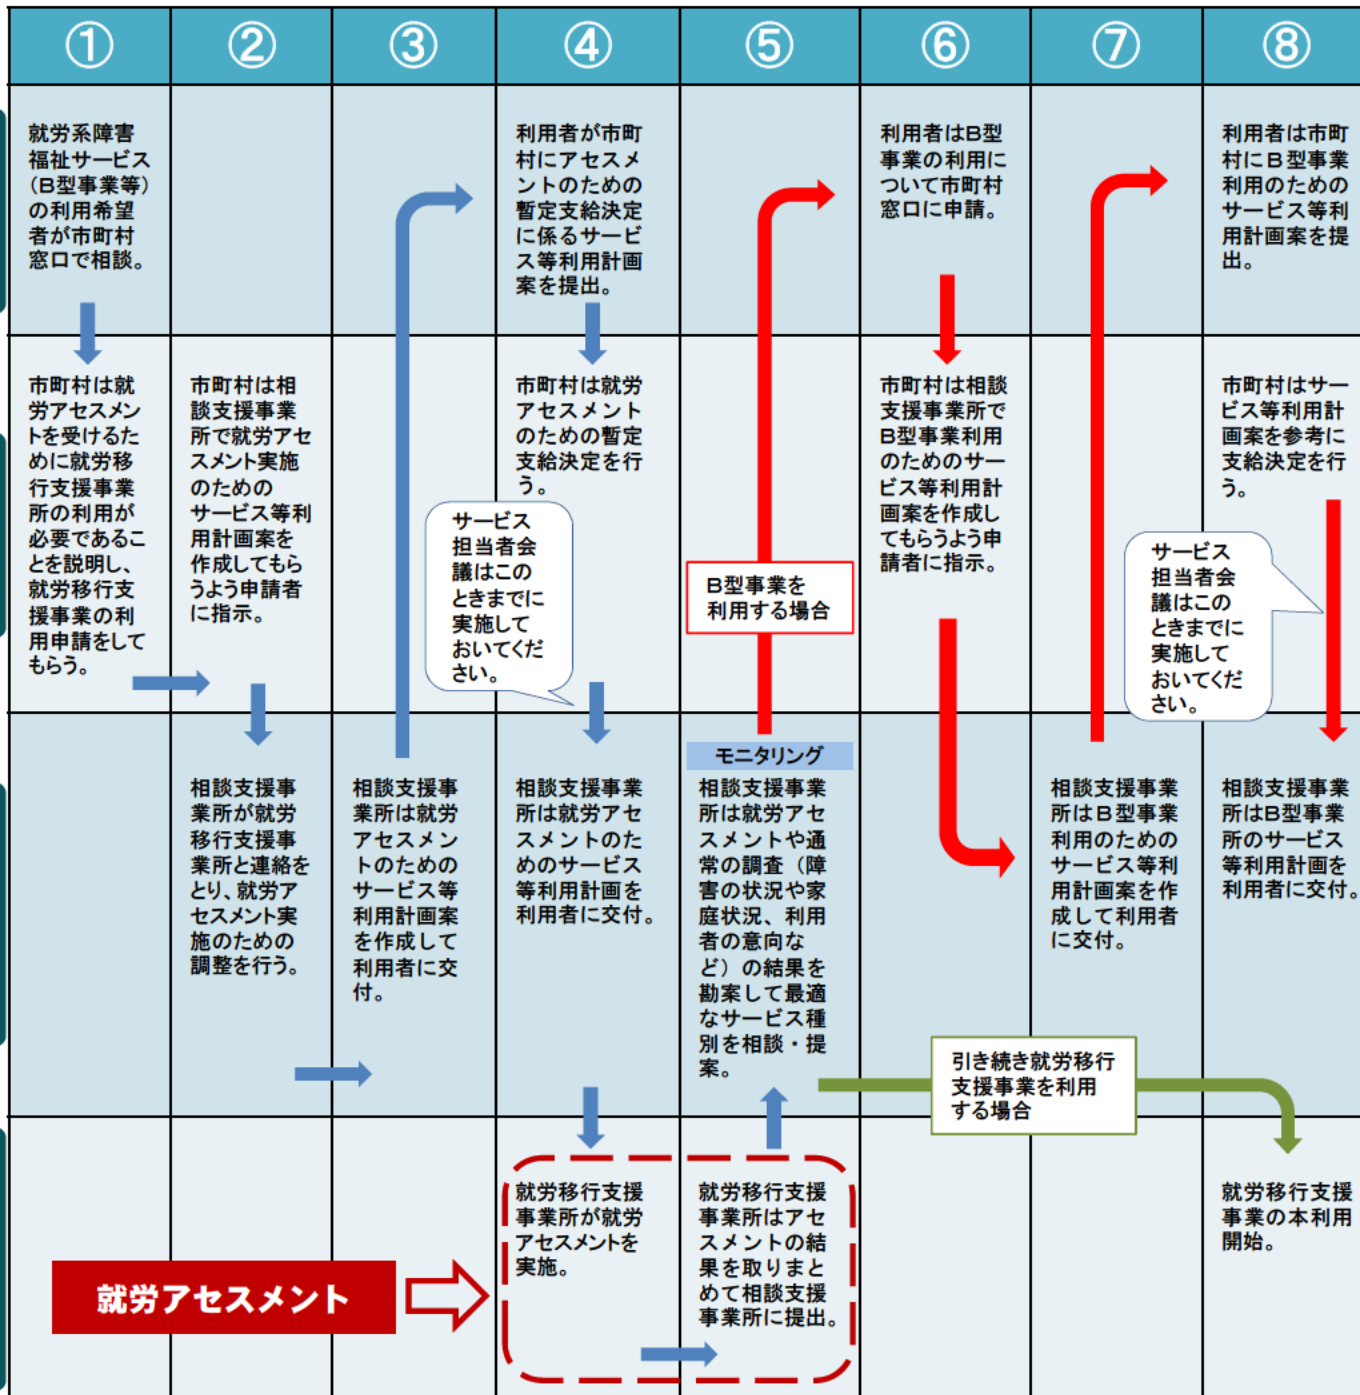 ①
②
③
④
⑤
⑥
⑦
⑧
就労系障害
福祉サービス
(B型事業等)
の利用希望
者が市町村
窓口で相談。
利用者が市町
村にアセスメ
ントのための
暫定支給決定
に係るサービ
ス等利用計画
案を提出。
利用者はB型
事業の利用に
ついて市町村
窓口に申請。
利用者は市町
村にB型事業
利用のための
サービス等利
用計画案を提
出。
市町村は就
労アセスメン
トを受けるた
めに就労移
行支援事業
所の利用が
必要であるこ
とを説明し、
就労移行支
援事業の利
用申請をして
もらう。
市町村は相
談支援事業
所で就労アセ
スメント実施
のための
サービス等利
用計画案を
作成してもら
うよう申請者
に指示。
市町村は就労
アセスメント
のための暫定
支給決定を行
う。
サービス
担当者会
議はこの
ときまでに
実施して
おいてくだ
さい。
B型事業を
利用する場合
市町村は相談
支援事業所で
B型事業利用
のためのサー
ビス等利用計
画案を作成し
てもらうよう申
請者に指示。
市町村はサー
ビス等利用計
画案を参考に
支給決定を行
う。
サービス
担当者会
議はこの
ときまでに
実施して
おいてくだ
さい。
相談支援事
業所が就労
移行支援事
業所と連絡を
とり、就労ア
セスメント実
施のための
調整を行う。
相談支援事
業所は就労
アセスメン
トのための
サービス等
利用計画案
を作成して
利用者に交
付。
相談支援事業
所は就労アセ
スメントのた
めのサービス
等利用計画を
利用者に交付。
モニタリング
相談支援事業
所は就労アセ
スメントや通
常の調査(障
害の状況や家
庭状況、利用
者の意向な
ど)の結果を
勘案して最適
なサービス種
別を相談・提
案。
相談支援事業
所はB型事業
利用のための
サービス等利
用計画案を作
成して利用者
に交付。
相談支援事業
所はB型事業
所のサービス
等利用計画を
利用者に交付。
引き続き就労移行
支援事業を利用
する場合
就労アセスメント
就労移行支援
事業所が就労
アセスメントを
実施。
就労移行支援
事業所はアセ
スメントの結
果を取りまと
めて相談支援
事業所に提出。
就労移行支援
事業の本利用
開始。